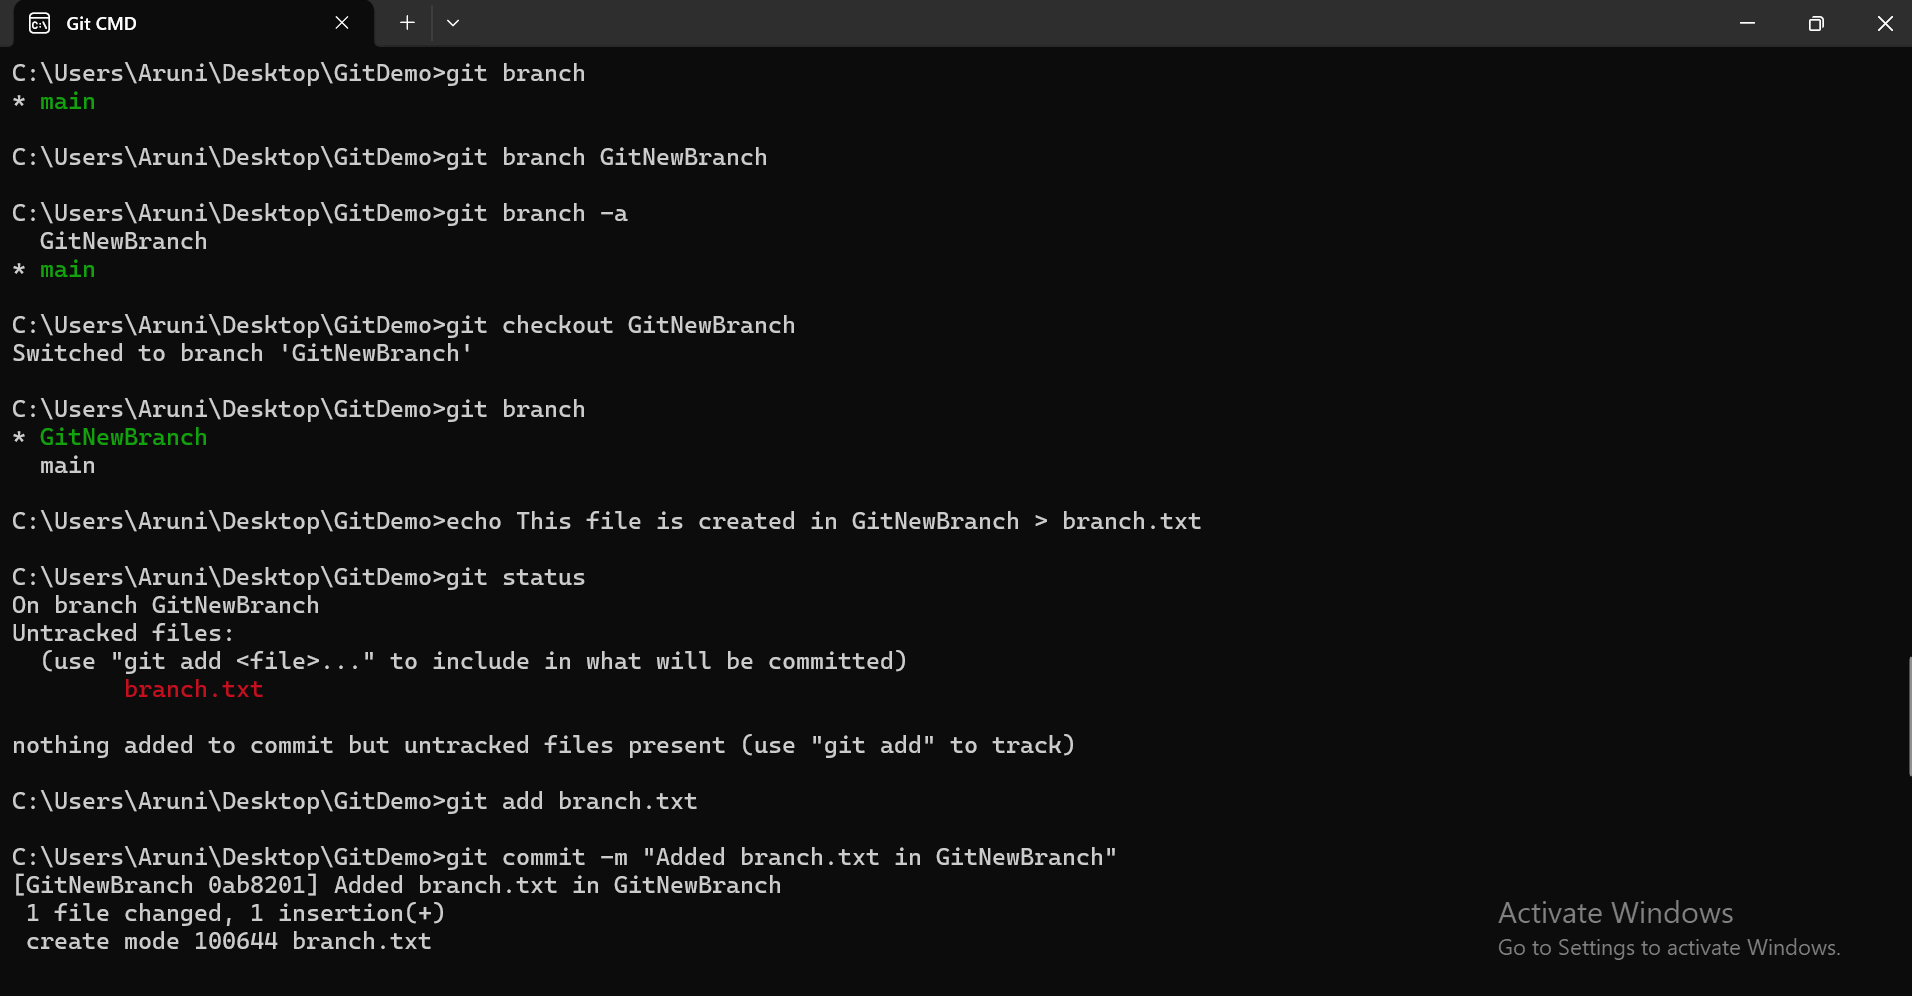 Git CMD
C:\Users\Aruni\Desktop\GitDemo>git branch
* main
C:\Users\Aruni\Desktop\GitDemo>git branch GitNewBranch
C:\Users\Aruni\Desktop\GitDemo>git branch -a
  GitNewBranch
* main
C:\Users\Aruni\Desktop\GitDemo>git checkout GitNewBranch
Switched to branch 'GitNewBranch'
C:\Users\Aruni\Desktop\GitDemo>git branch
* GitNewBranch
  main
C:\Users\Aruni\Desktop\GitDemo>echo This file is created in GitNewBranch > branch.txt
C:\Users\Aruni\Desktop\GitDemo>git status
On branch GitNewBranch
Untracked files:
  (use "git add <file>..." to include in what will be committed)
        branch.txt
nothing added to commit but untracked files present (use "git add" to track)
C:\Users\Aruni\Desktop\GitDemo>git add branch.txt
C:\Users\Aruni\Desktop\GitDemo>git commit -m "Added branch.txt in GitNewBranch"
[GitNewBranch 0ab8201] Added branch.txt in GitNewBranch
 1 file changed, 1 insertion(+)
 create mode 100644 branch.txt
Activate Windows
Go to Settings to activate Windows.